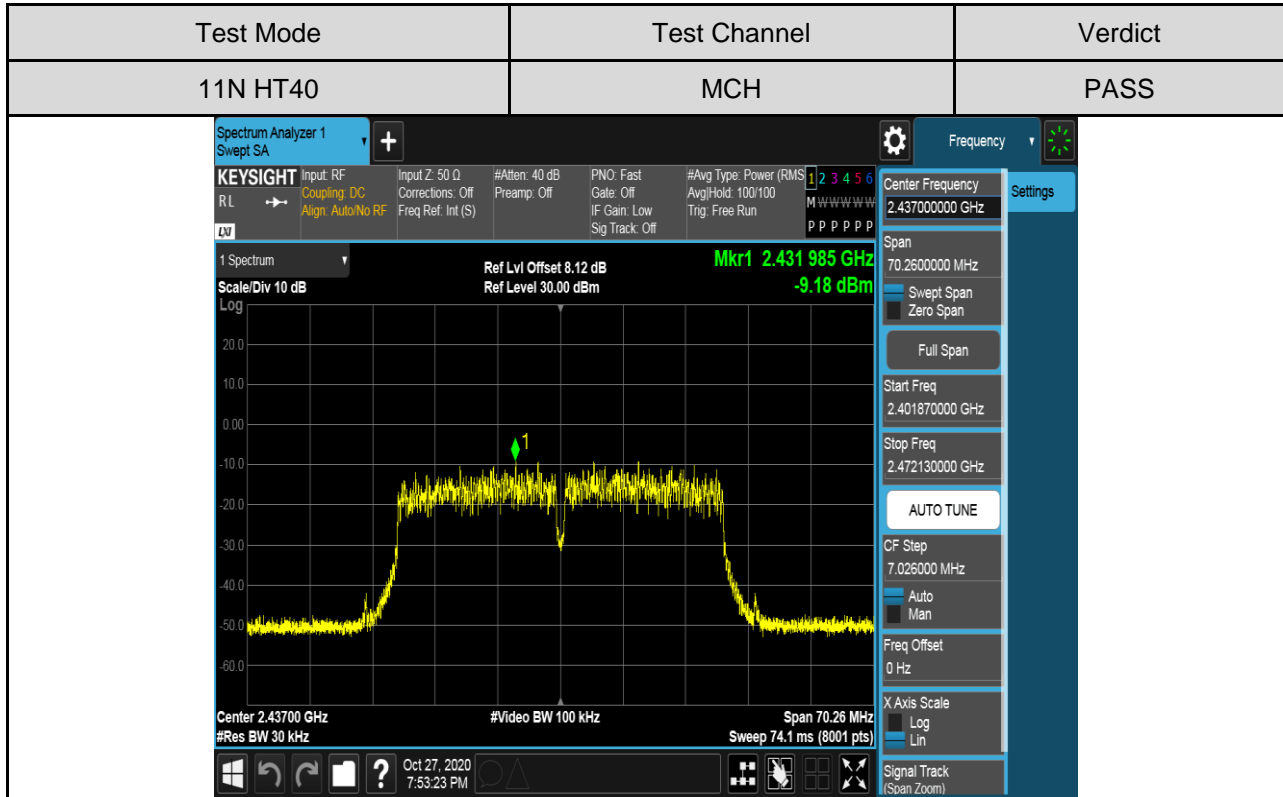 Test Mode Test Channel Verdict
11N HT40 MCH PASS
Spectrum Analyzer 1
Swept SA
+
Frequency
KEYSIGHT
RL
LXI
Input: RF
Coupling: DC
Align: Auto/No RF
Input Z: 50 Ω
Corrections: Off
Freq Ref: Int (S)
#Atten: 40 dB
Preamp: Off
PNO: Fast
Gate: Off
IF Gain: Low
Sig Track: Off
#Avg Type: Power (RMS
Avg|Hold: 100/100
Trig: Free Run
1 2 3 4 5 6
M W W W W W
P P P P P P
1 Spectrum
Scale/Div 10 dB
Log
Ref Lvl Offset 8.12 dB
Ref Level 30.00 dBm
Mkr1 2.431 985 GHz
-9.18 dBm
20.0
10.0
0.00
-10.0
-20.0
-30.0
-40.0
-50.0
-60.0
1
Center 2.43700 GHz
#Res BW 30 kHz
#Video BW 100 kHz
Span 70.26 MHz
Sweep 74.1 ms (8001 pts)
Center Frequency
2.437000000 GHz
Settings
Span
70.2600000 MHz
Swept Span
Zero Span
Full Span
Start Freq
2.401870000 GHz
Stop Freq
2.472130000 GHz
AUTO TUNE
CF Step
7.026000 MHz
Auto
Man
Freq Offset
0 Hz
X Axis Scale
Log
Lin
Signal Track
(Span Zoom)
?
Oct 27, 2020
7:53:23 PM